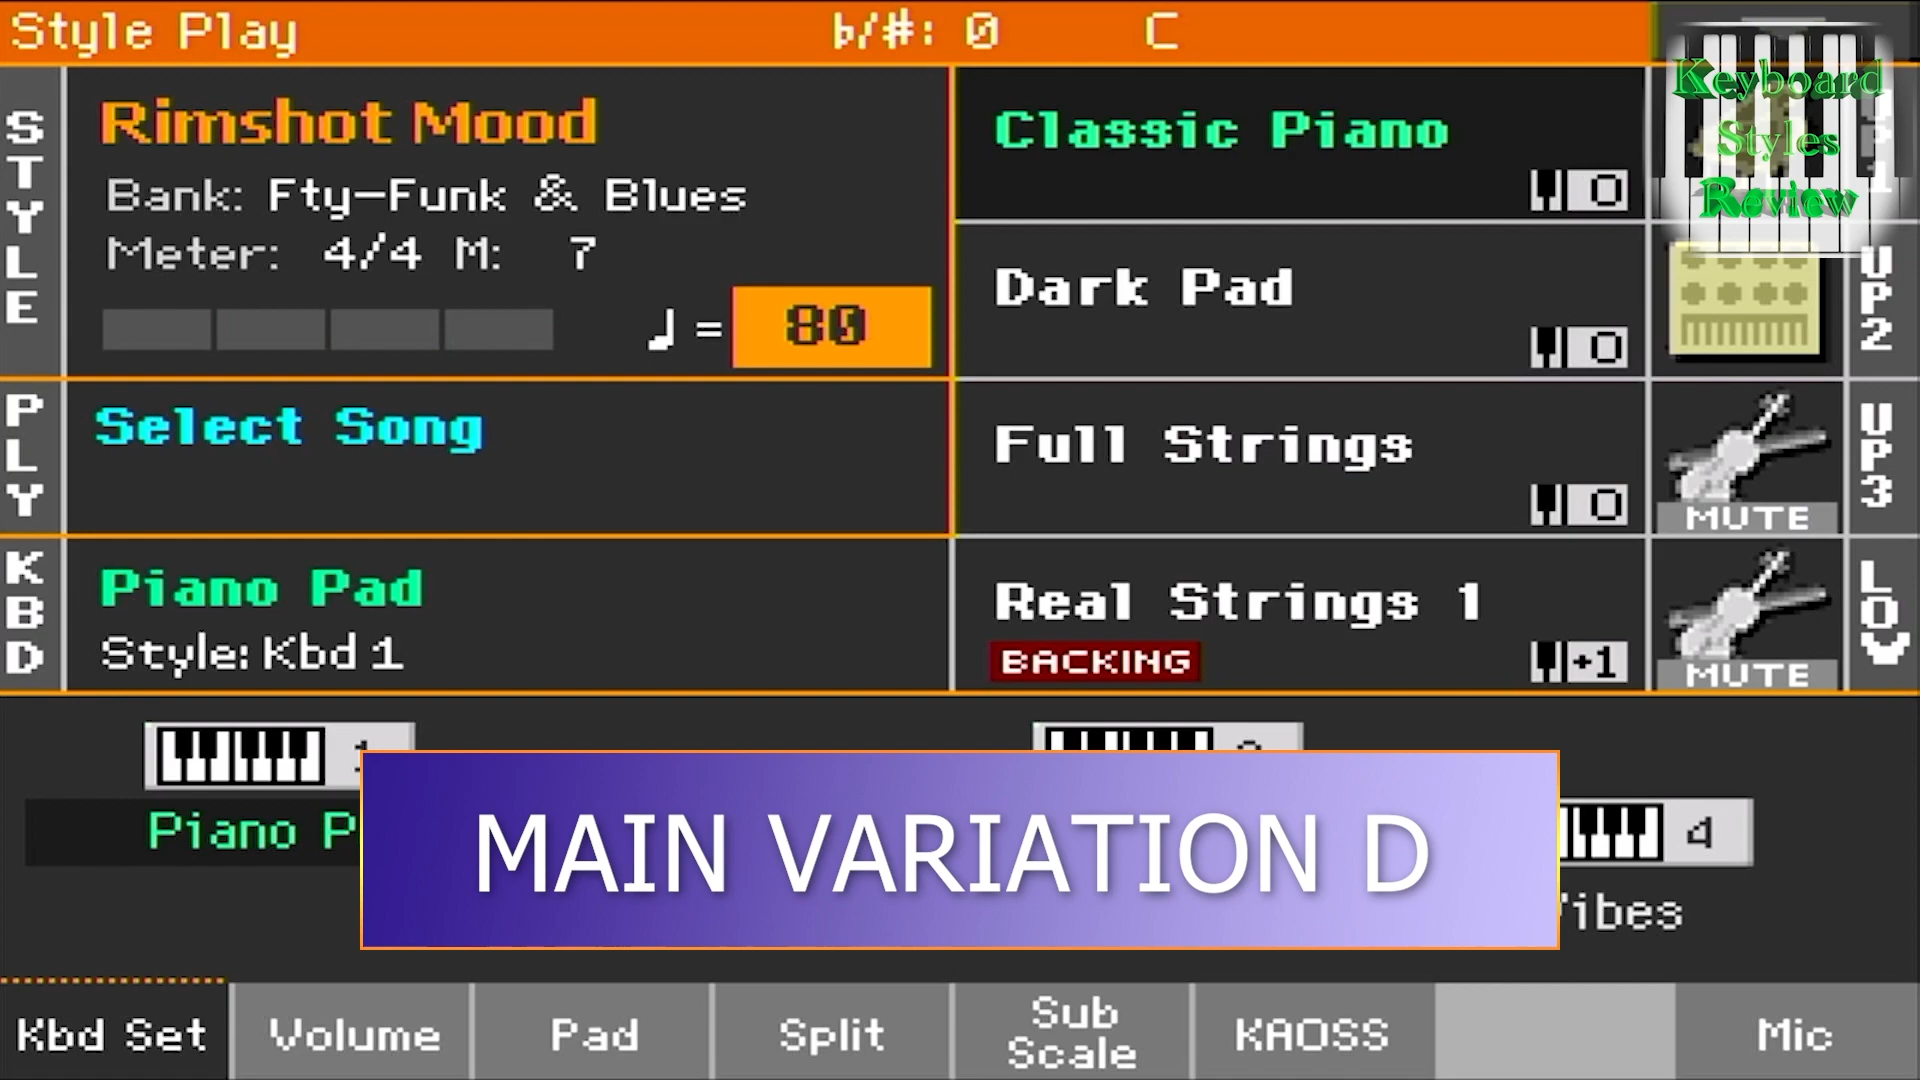 Style Play b/#: 0 C
Keyboard
Styles
Review
STYLE
Rimshot Mood
Bank: Fty-Funk & Blues
Meter: 4/4 M: 7
♩ = 80
Classic Piano
0
Dark Pad
0
UP2
PLY
Select Song
Full Strings
0
MUTE
UP3
KBD
Piano Pad
Style: Kbd 1
Real Strings 1
BACKING
+1
MUTE
LOW
Piano P
4
ibes
MAIN VARIATION D
Kbd Set
Volume
Pad
Split
Sub
Scale
KAOSS
Mic